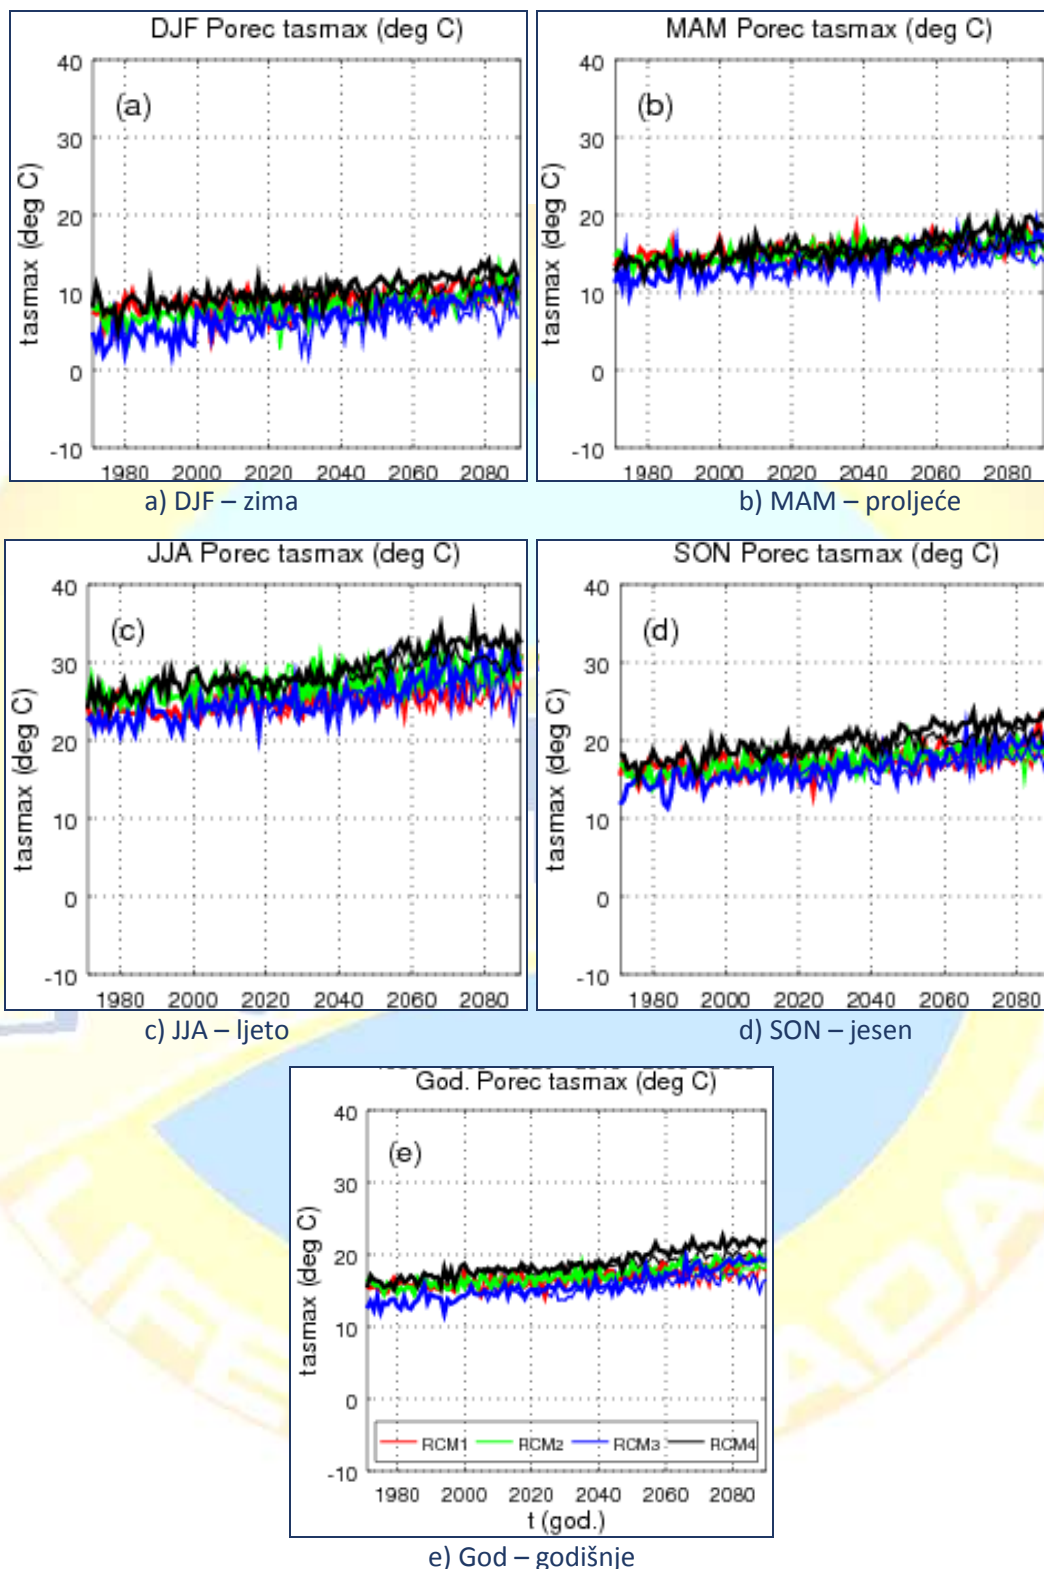 DJF Porec tasmax (deg C)
(a)
tasmax (deg C)
40
30
20
10
0
-10
1980 2000 2020 2040 2060 2080
a) DJF – zima
MAM Porec tasmax (deg C)
(b)
tasmax (deg C)
40
30
20
10
0
-10
1980 2000 2020 2040 2060 2080
b) MAM – proljeće
JJA Porec tasmax (deg C)
(c)
tasmax (deg C)
40
30
20
10
0
-10
1980 2000 2020 2040 2060 2080
c) JJA – ljeto
SON Porec tasmax (deg C)
(d)
tasmax (deg C)
40
30
20
10
0
-10
1980 2000 2020 2040 2060 2080
d) SON – jesen
God. Porec tasmax (deg C)
(e)
tasmax (deg C)
40
30
20
10
0
-10
RCM1 RCM2 RCM3 RCM4
1980 2000 2020 2040 2060 2080
t (god.)
e) God – godišnje
LIFE